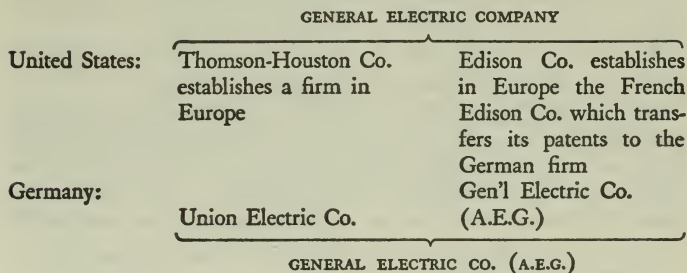 GENERAL ELECTRIC COMPANY
United States:
Thomson-Houston Co.
establishes a firm in
Europe
Edison Co. establishes
in Europe the French
Edison Co. which trans-
fers its patents to the
German firm
Germany:
Union Electric Co.
Gen'l Electric Co.
(A.E.G.)
GENERAL ELECTRIC CO. (A.E.G.)